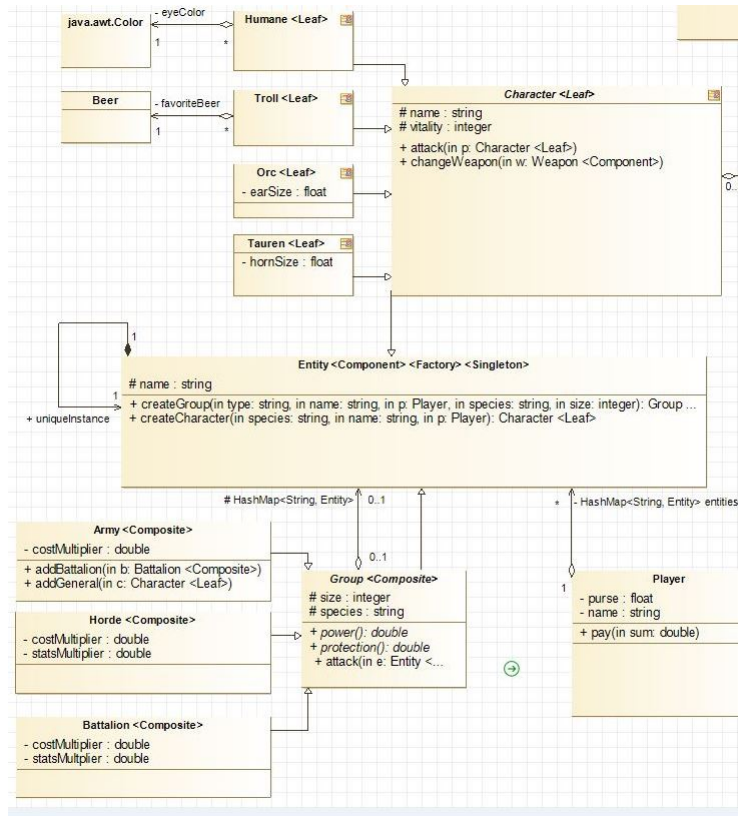 java.awt.Color
- eyeColor
1
*
Humane <Leaf>
Beer
- favoriteBeer
1
*
Troll <Leaf>
Orc <Leaf>
- earSize : float
Tauren <Leaf>
- hornSize : float
Character <Leaf>
# name : string
# vitality : integer
+ attack(in p: Character <Leaf>)
+ changeWeapon(in w: Weapon <Component>)
0..
1
1
+ uniqueInstance
Entity <Component> <Factory> <Singleton>
# name : string
+ createGroup(in type: string, in name: string, in p: Player, in species: string, in size: integer): Group ...
+ createCharacter(in species: string, in name: string, in p: Player): Character <Leaf>
# HashMap<String, Entity>
0..1
* - HashMap<String, Entity> entities
0..1
1
Army <Composite>
- costMultiplier : double
+ addBattalion(in b: Battalion <Composite>)
+ addGeneral(in c: Character <Leaf>)
Horde <Composite>
- costMultiplier : double
- statsMultiplier : double
Battalion <Composite>
- costMultiplier : double
- statsMultplier : double
Group <Composite>
# size : integer
# species : string
+ power(): double
+ protection(): double
+ attack(in e: Entity <...
Player
- purse : float
- name : string
+ pay(in sum: double)